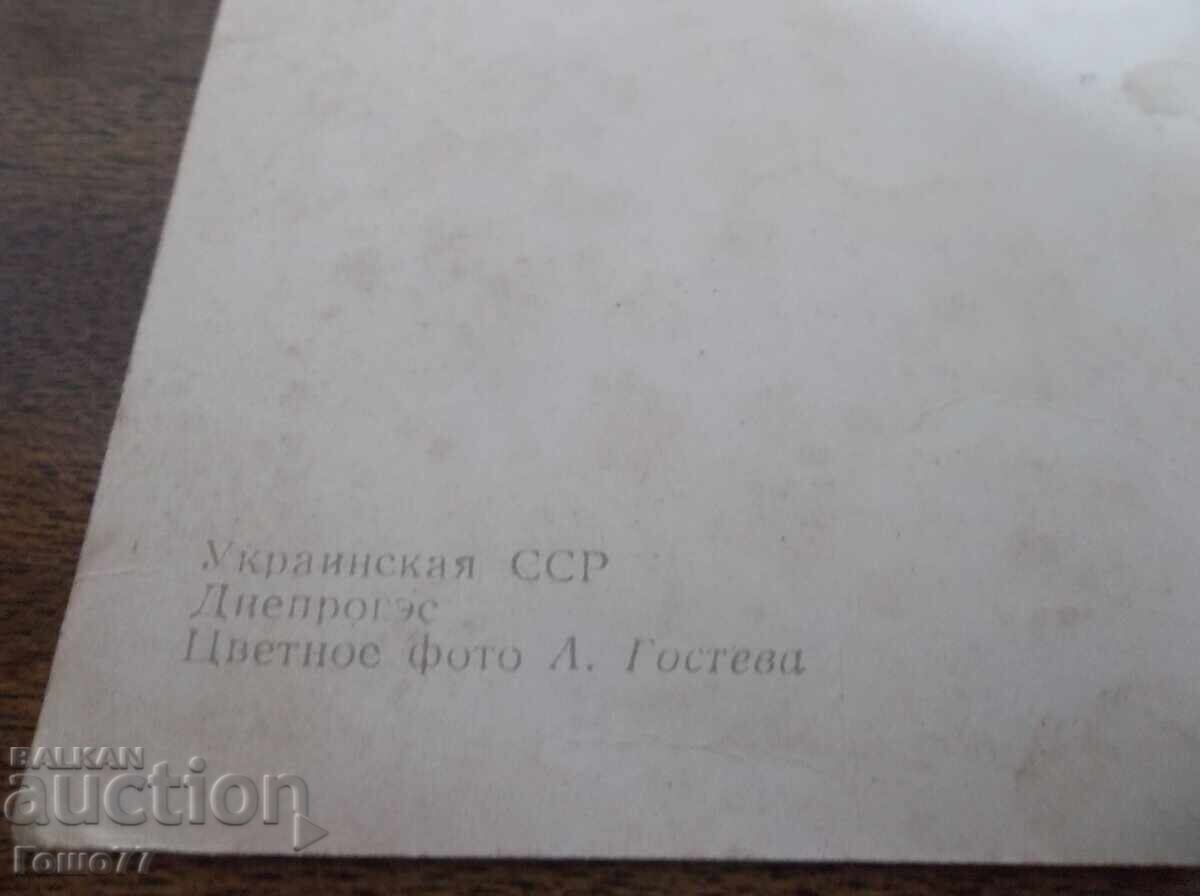 Украинская ССР
Днепрогэс
Цветное фото А. Гостева
BALKAN
auction
Гошо77